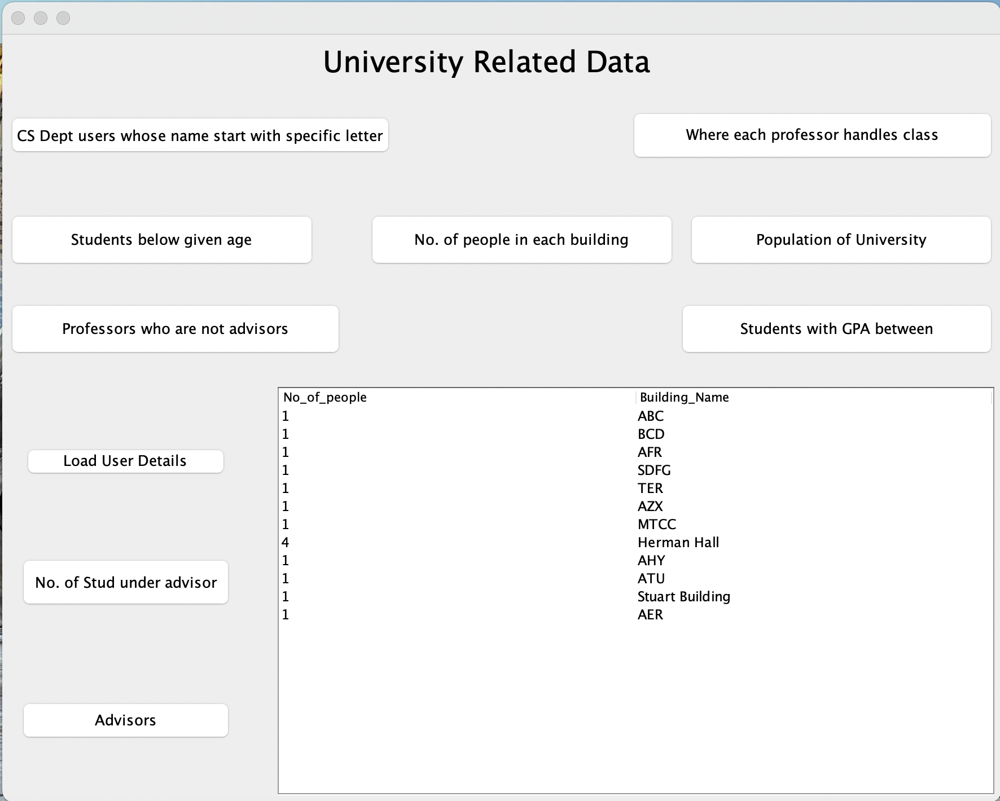 University Related Data
CS Dept users whose name start with specific letter
Where each professor handles class
Students below given age
No. of people in each building
Population of University
Professors who are not advisors
Students with GPA between
Load User Details
No. of Stud under advisor
Advisors
No_of_people Building_Name
1 ABC
1 BCD
1 AFR
1 SDFG
1 TER
1 AZX
1 MTCC
4 Herman Hall
1 AHY
1 ATU
1 Stuart Building
1 AER